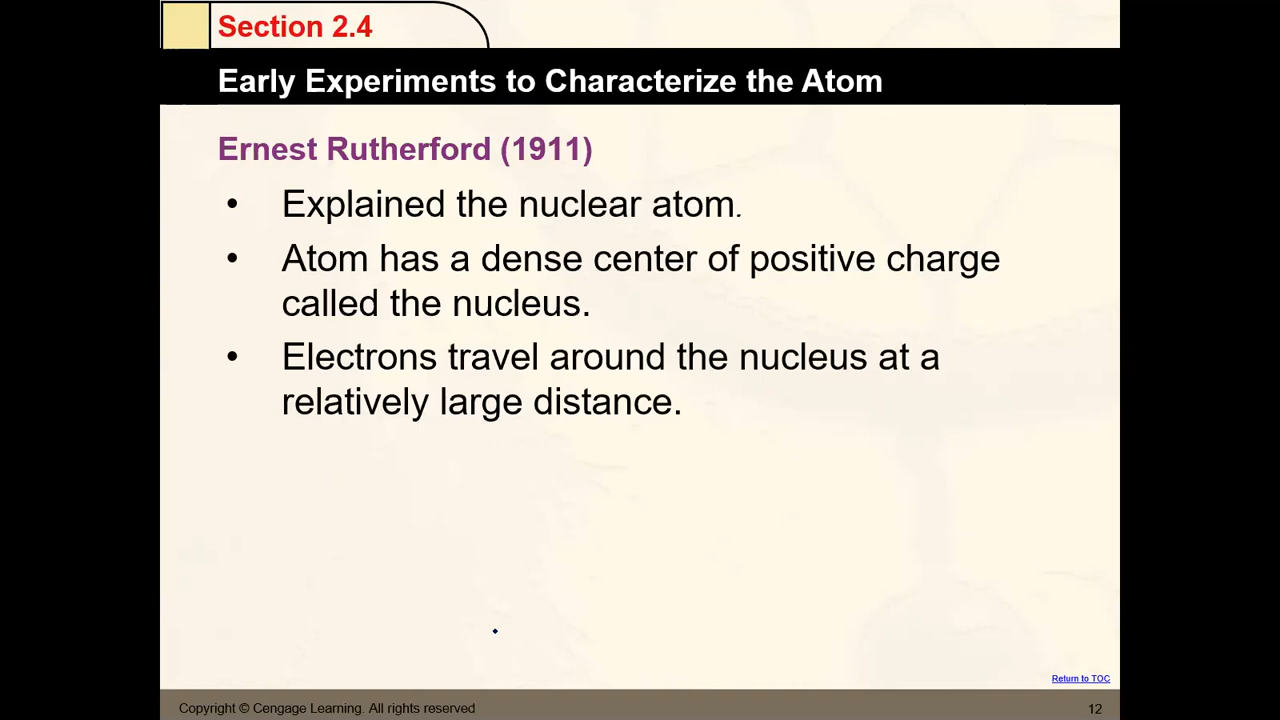 Section 2.4
Early Experiments to Characterize the Atom
Ernest Rutherford (1911)
• Explained the nuclear atom.
• Atom has a dense center of positive charge
called the nucleus.
• Electrons travel around the nucleus at a
relatively large distance.
Return to TOC
Copyright © Cengage Learning. All rights reserved
12